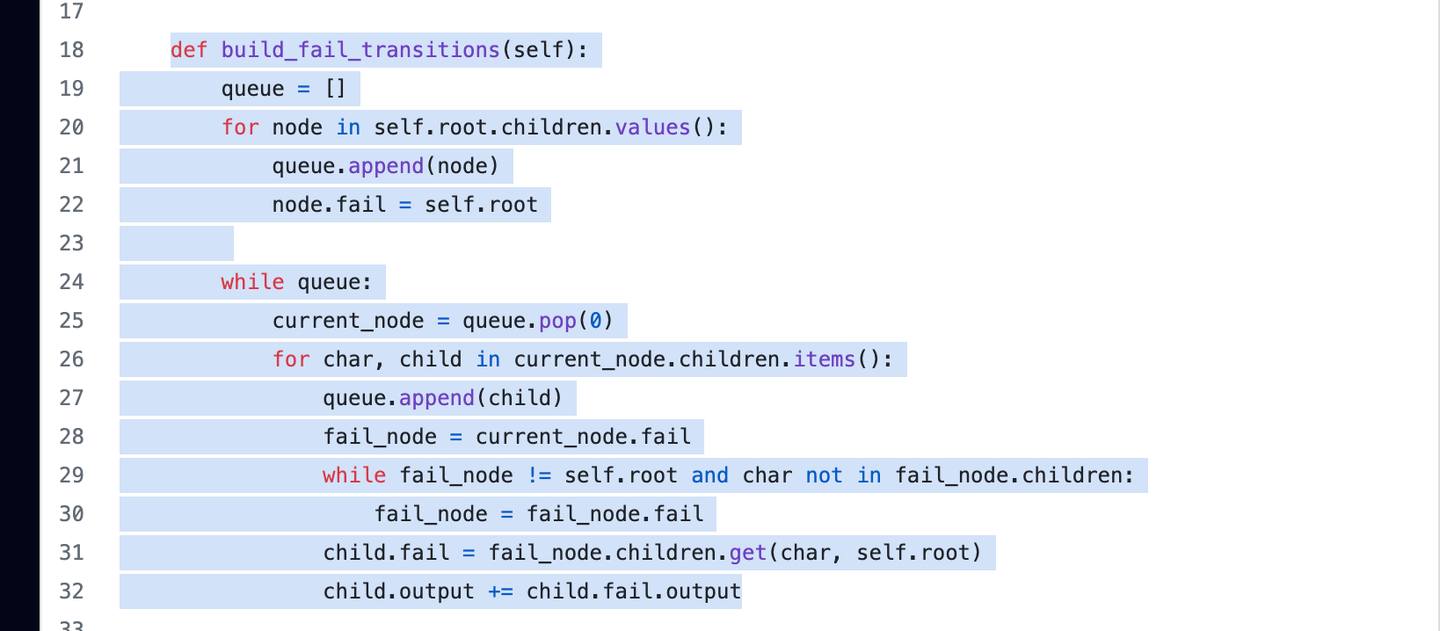 17
18    def build_fail_transitions(self):
19        queue = []
20        for node in self.root.children.values():
21            queue.append(node)
22            node.fail = self.root
23
24        while queue:
25            current_node = queue.pop(0)
26            for char, child in current_node.children.items():
27                queue.append(child)
28                fail_node = current_node.fail
29                while fail_node != self.root and char not in fail_node.children:
30                    fail_node = fail_node.fail
31                child.fail = fail_node.children.get(char, self.root)
32                child.output += child.fail.output
33